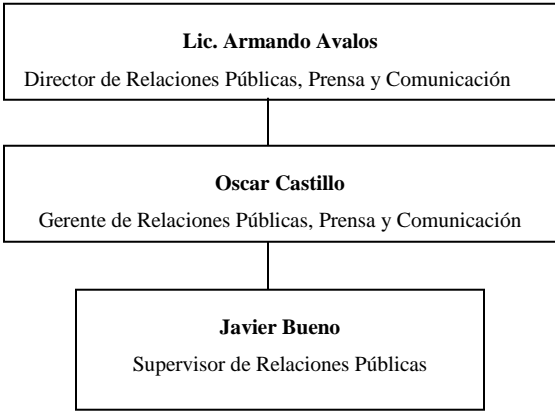 Lic. Armando Avalos
Director de Relaciones Públicas, Prensa y Comunicación
Oscar Castillo
Gerente de Relaciones Públicas, Prensa y Comunicación
Javier Bueno
Supervisor de Relaciones Públicas